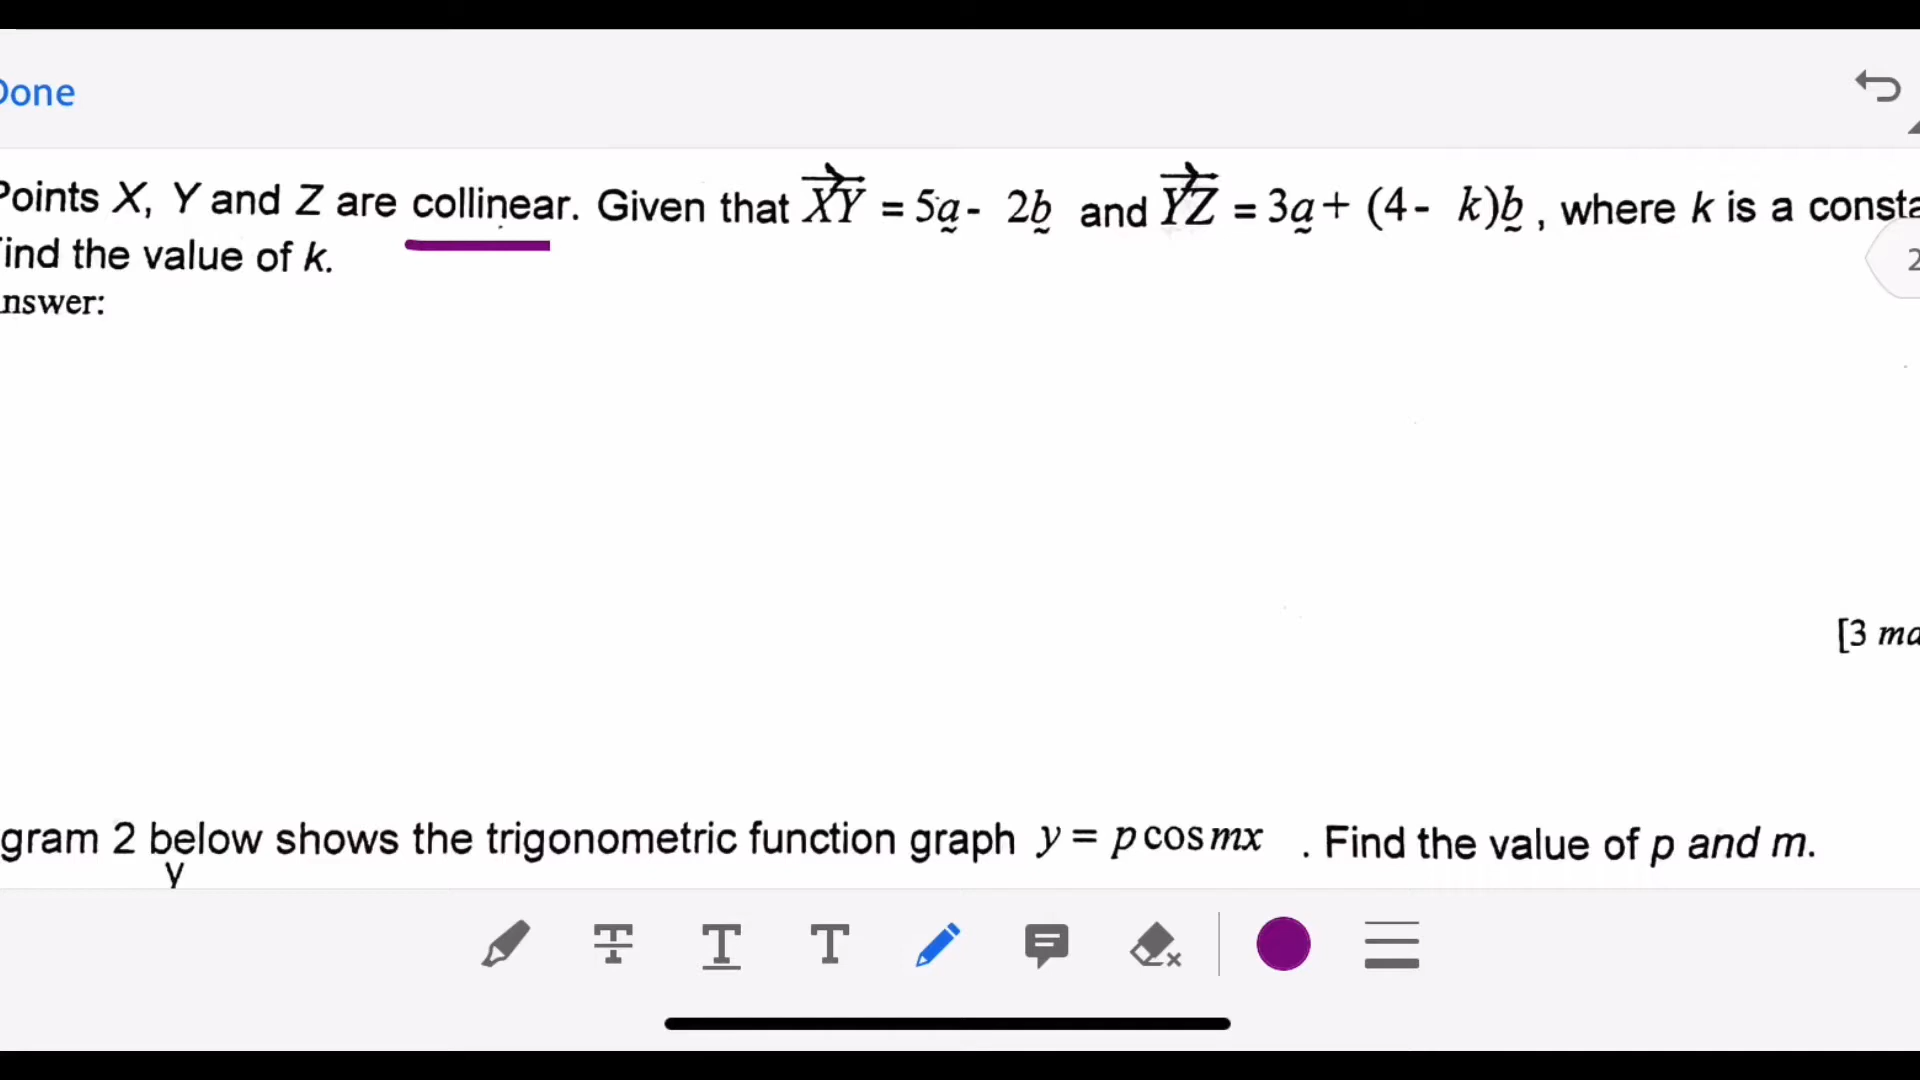 Done
Points X, Y and Z are collinear. Given that XY = 5a - 2b and YZ = 3a + (4 - k)b, where k is a consta
ind the value of k.
nswer:
2
[3 ma
gram 2 below shows the trigonometric function graph y = p cos mx . Find the value of p and m.
y
T T T